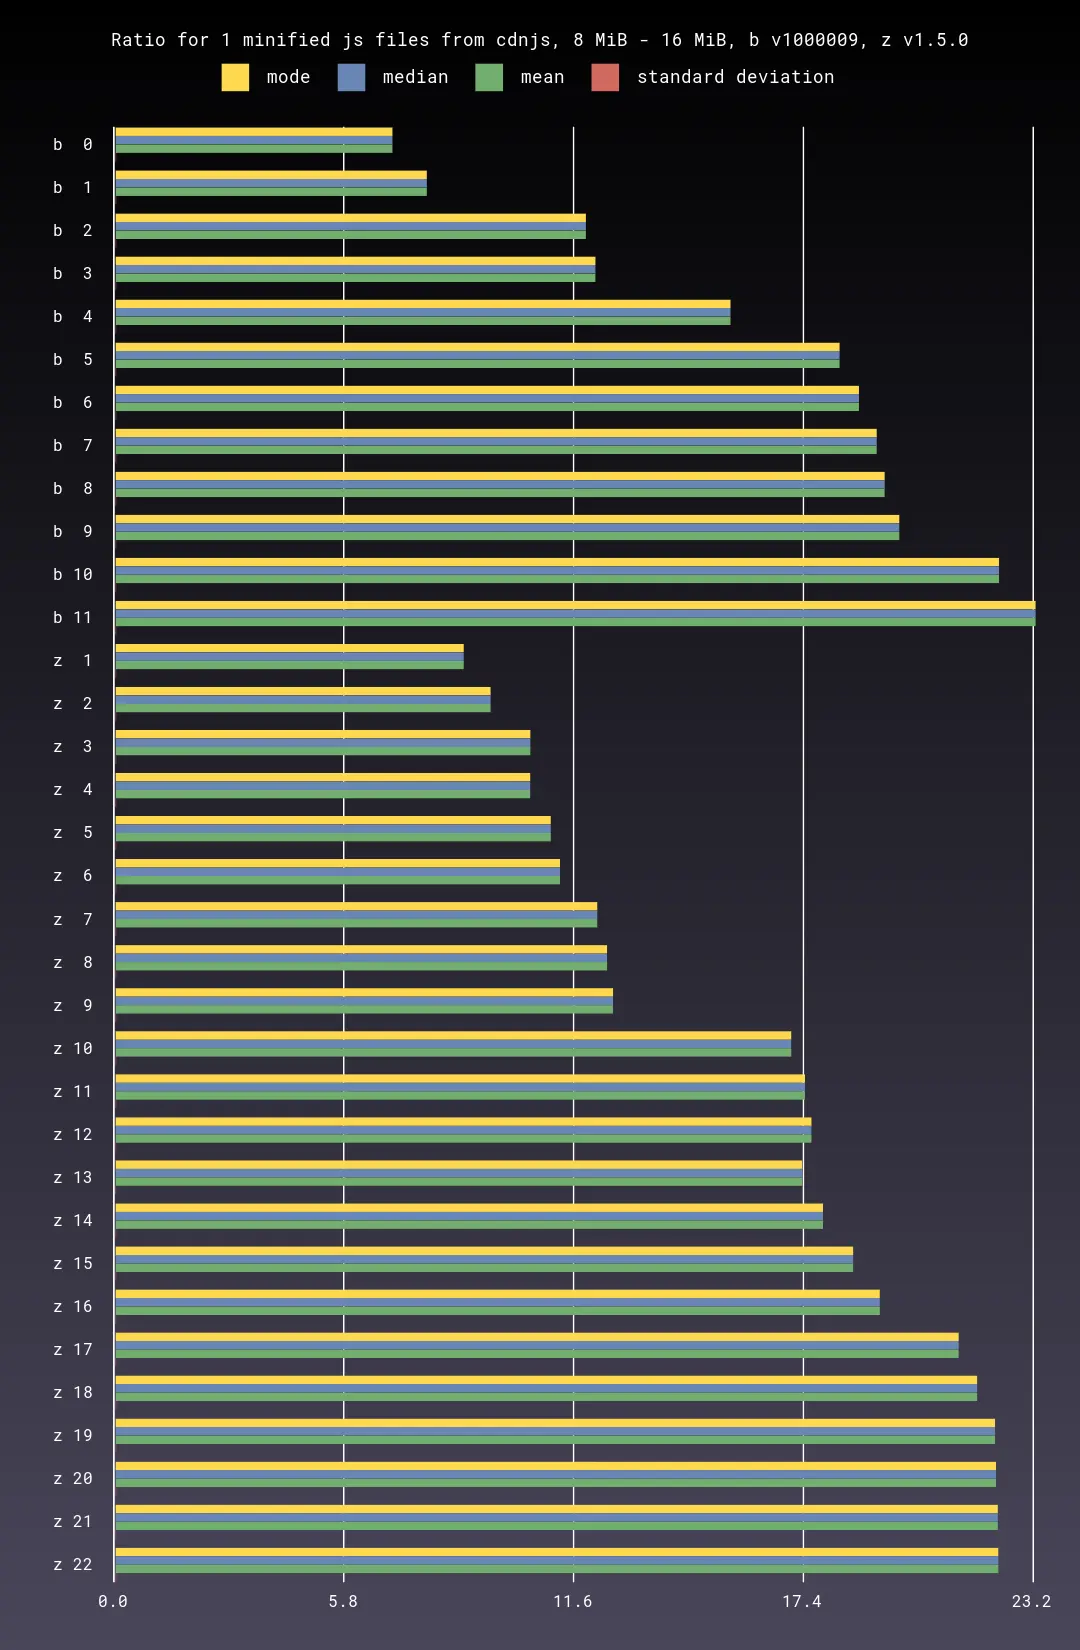 Ratio for 1 minified js files from cdnjs, 8 MiB - 16 MiB, b v1000009, z v1.5.0
mode median mean standard deviation
b 0
b 1
b 2
b 3
b 4
b 5
b 6
b 7
b 8
b 9
b 10
b 11
z 1
z 2
z 3
z 4
z 5
z 6
z 7
z 8
z 9
z 10
z 11
z 12
z 13
z 14
z 15
z 16
z 17
z 18
z 19
z 20
z 21
z 22
0.0 5.8 11.6 17.4 23.2